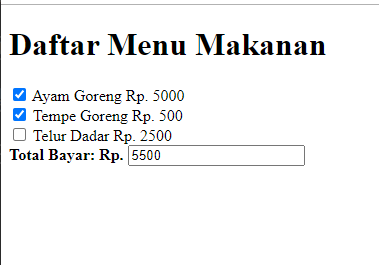 Daftar Menu Makanan
Ayam Goreng Rp. 5000
Tempe Goreng Rp. 500
Telur Dadar Rp. 2500
Total Bayar: Rp. 5500